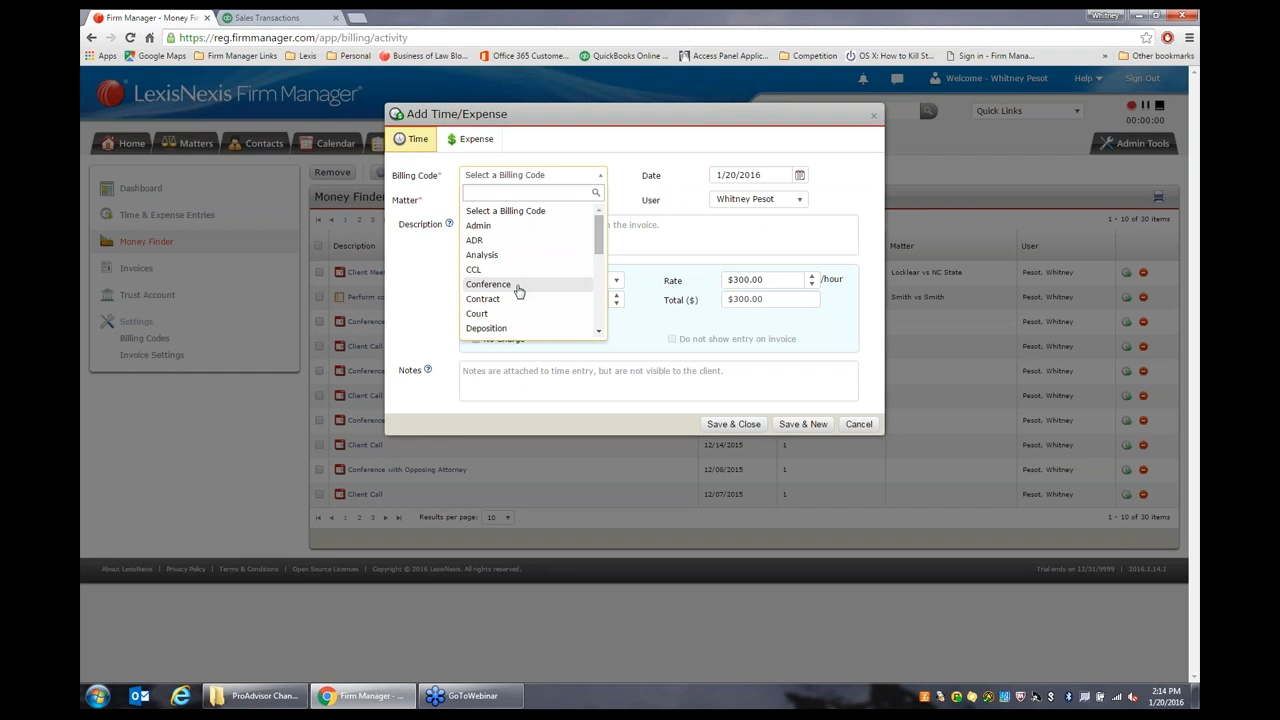 Firm Manager - Money Fi
Sales Transactions
Whitney
https://reg.firmmanager.com/app/billing/activity
Apps Google Maps Firm Manager Links Lexis Personal Business of Law Blo... Office 365 Custome... QuickBooks Online ... Access Panel Applic... Competition OS X: How to Kill St... Sign in - Firm Mana... » Other bookmarks
LexisNexis Firm Manager®
Welcome - Whitney Pesot Help Sign Out
Quick Links
00:00:00
Home Matters Contacts Calendar Admin Tools
Add Time/Expense
Time Expense
Billing Code* Select a Billing Code Date 1/20/2016
Matter* User Whitney Pesot
Description n the invoice.
Select a Billing Code
Admin
ADR
Analysis
CCL
Conference
Contract
Court
Deposition
Rate $300.00 /hour
Total ($) $300.00
No Charge Do not show entry on invoice
Notes Notes are attached to time entry, but are not visible to the client.
Save & Close Save & New Cancel
Dashboard
Time & Expense Entries
Money Finder
Invoices
Trust Account
Settings
Billing Codes
Invoice Settings
Remove
Money Finder
1 2 3 1 - 10 of 30 items
Description Matter User
Client Mee Locklear vs NC State Pesot, Whitney
Perform co Smith vs Smith Pesot, Whitney
Conference Pesot, Whitney
Client Call Pesot, Whitney
Conference Pesot, Whitney
Client Call Pesot, Whitney
Conference Pesot, Whitney
Client Call 12/14/2015 1 Pesot, Whitney
Conference with Opposing Attorney 12/08/2015 1 Pesot, Whitney
Client Call 12/07/2015 1 Pesot, Whitney
1 2 3 Results per page: 10 1 - 10 of 30 items
About LexisNexis | Privacy Policy | Terms & Conditions | Open Source Licenses | Copyright © 2016 LexisNexis. All rights reserved. Trial ends on 12/31/9999 | 2016.1.14.2
ProAdvisor Chan... Firm Manager - ... GoToWebinar
2:14 PM
1/20/2016